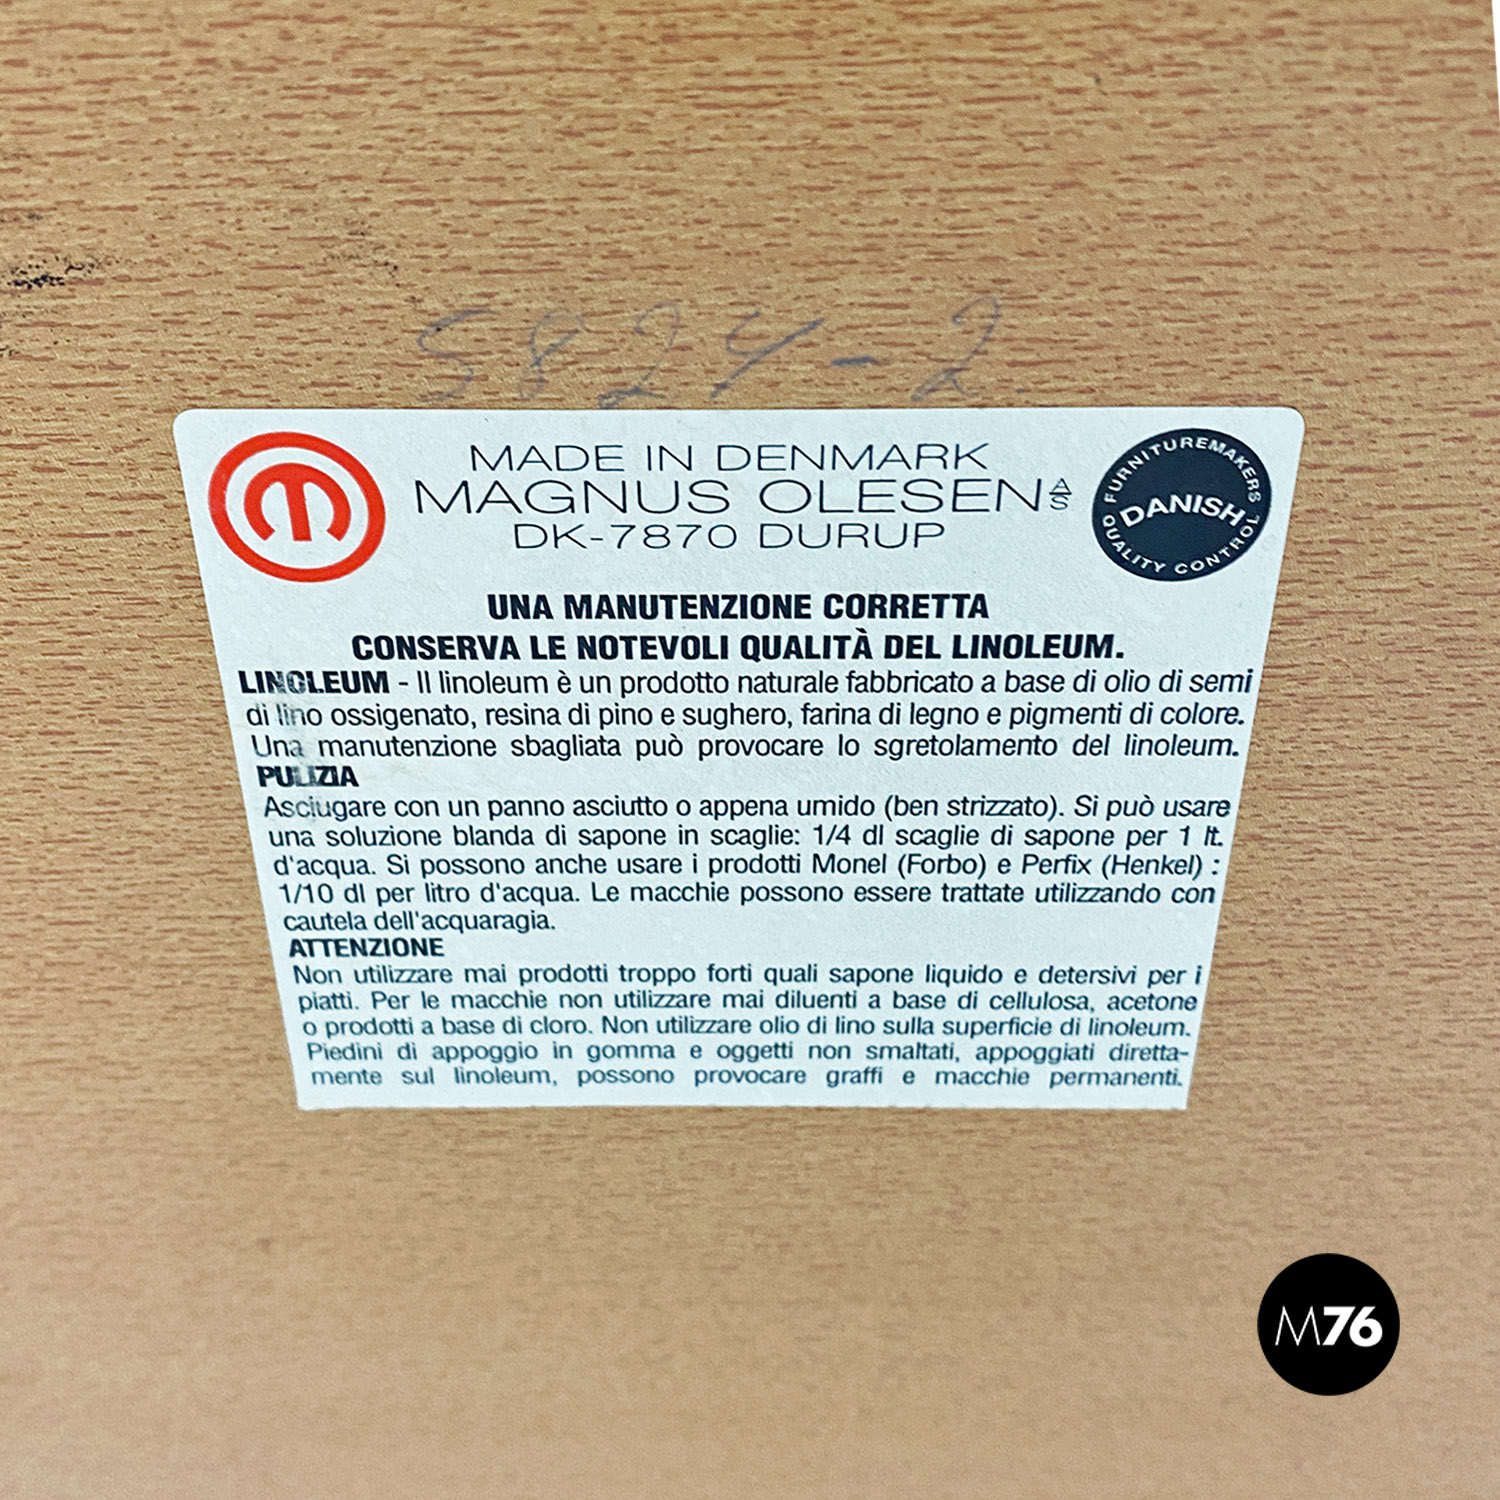 5824-2
MADE IN DENMARK
MAGNUS OLESEN A/S
DK-7870 DURUP
FURNITUREMAKERS
DANISH
QUALITY CONTROL
UNA MANUTENZIONE CORRETTA
CONSERVA LE NOTEVOLI QUALITÀ DEL LINOLEUM.
LINOLEUM - Il linoleum è un prodotto naturale fabbricato a base di olio di semi
di lino ossigenato, resina di pino e sughero, farina di legno e pigmenti di colore.
Una manutenzione sbagliata può provocare lo sgretolamento del linoleum.
PULIZIA
Asciugare con un panno asciutto o appena umido (ben strizzato). Si può usare
una soluzione blanda di sapone in scaglie: 1/4 dl scaglie di sapone per 1 lt.
d'acqua. Si possono anche usare i prodotti Monel (Forbo) e Perfix (Henkel) :
1/10 dl per litro d'acqua. Le macchie possono essere trattate utilizzando con
cautela dell'acquaragia.
ATTENZIONE
Non utilizzare mai prodotti troppo forti quali sapone liquido e detersivi per i
piatti. Per le macchie non utilizzare mai diluenti a base di cellulosa, acetone
o prodotti a base di cloro. Non utilizzare olio di lino sulla superficie di linoleum.
Piedini di appoggio in gomma e oggetti non smaltati, appoggiati diretta-
mente sul linoleum, possono provocare graffi e macchie permanenti.
M76